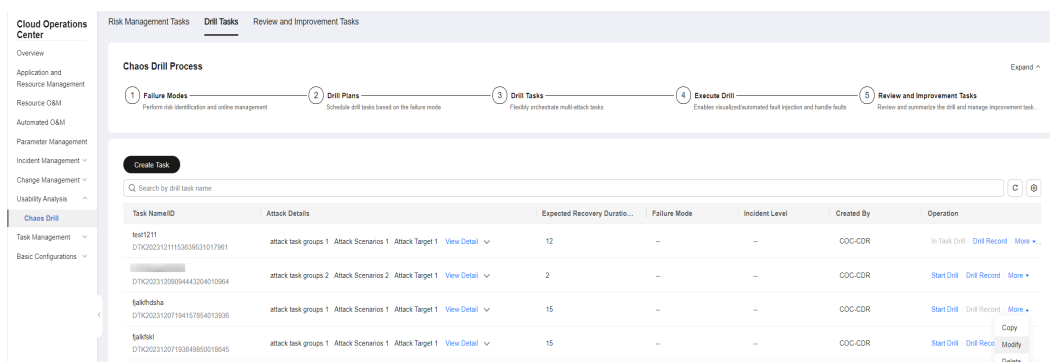 Cloud Operations
Center
Overview
Application and
Resource Management
Resource O&M
Automated O&M
Parameter Management
Incident Management
Change Management
Usability Analysis
Chaos Drill
Task Management
Basic Configurations
Risk Management Tasks Drill Tasks Review and Improvement Tasks
Chaos Drill Process Expand
1 Failure Modes 2 Drill Plans 3 Drill Tasks 4 Execute Drill 5 Review and Improvement Tasks
Perform risk identification and online management Schedule drill tasks based on the failure mode Flexibly orchestrate multi-attack tasks Enables visualized/automated fault injection and handle faults Review and summarize the drill and manage improvement task...
Create Task
Search by drill task name
Task Name/ID Attack Details Expected Recovery Duratio... Failure Mode Incident Level Created By Operation
test1211
DTK20231211153639531017961 attack task groups 1 Attack Scenarios 1 Attack Target 1 View Detail 12 -- -- COC-CDR In Task Drill Drill Record More ...
DTK20231209094443204010964 attack task groups 2 Attack Scenarios 2 Attack Target 1 View Detail 2 -- -- COC-CDR Start Drill Drill Record More
fjalkfhdsha
DTK20231207194157854013936 attack task groups 1 Attack Scenarios 1 Attack Target 1 View Detail 15 -- -- COC-CDR Start Drill Drill Record More
Copy
fjalkfskl
DTK20231207193849850018645 attack task groups 1 Attack Scenarios 1 Attack Target 1 View Detail 15 -- -- COC-CDR Start Drill Drill Reco
Modify
Delete